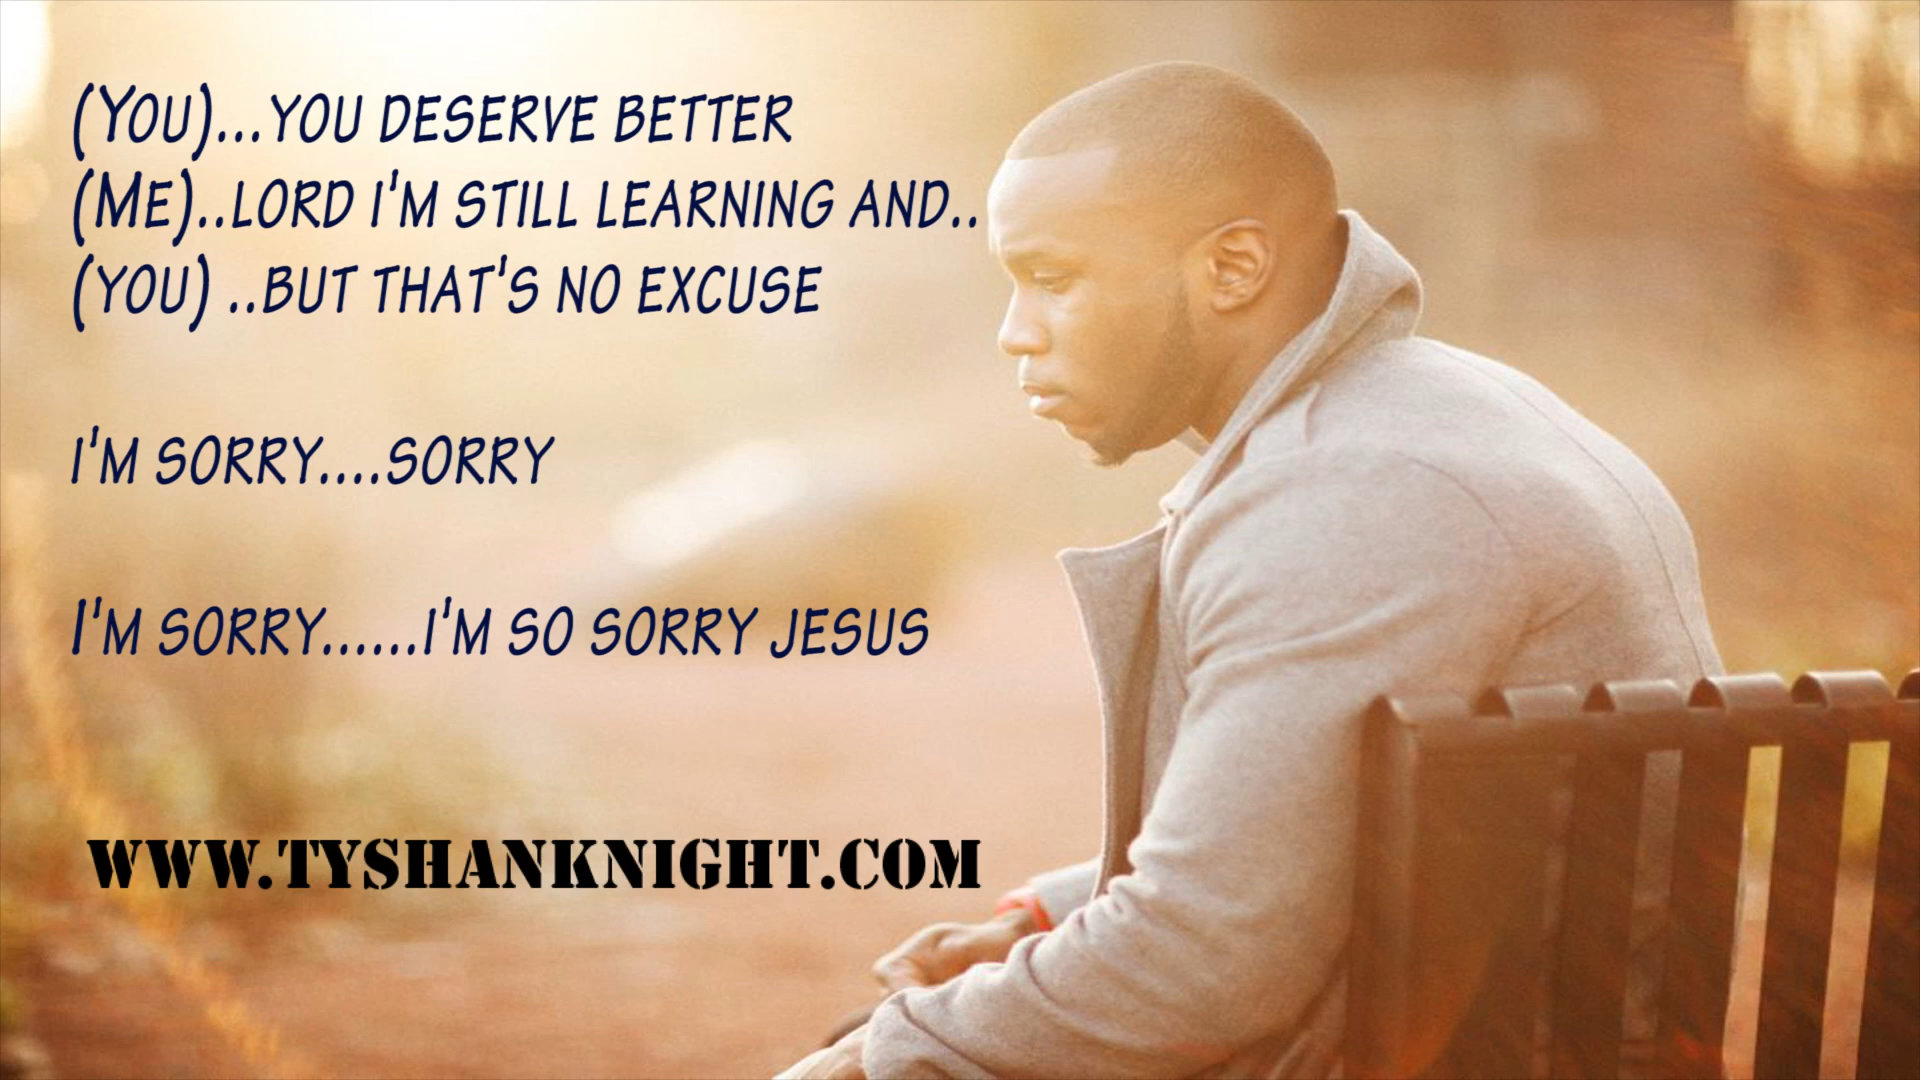 (YOU)...YOU DESERVE BETTER
(ME)..LORD I'M STILL LEARNING AND..
(YOU) ..BUT THAT'S NO EXCUSE
I'M SORRY....SORRY
I'M SORRY......I'M SO SORRY JESUS
WWW.TYSHANKNIGHT.COM